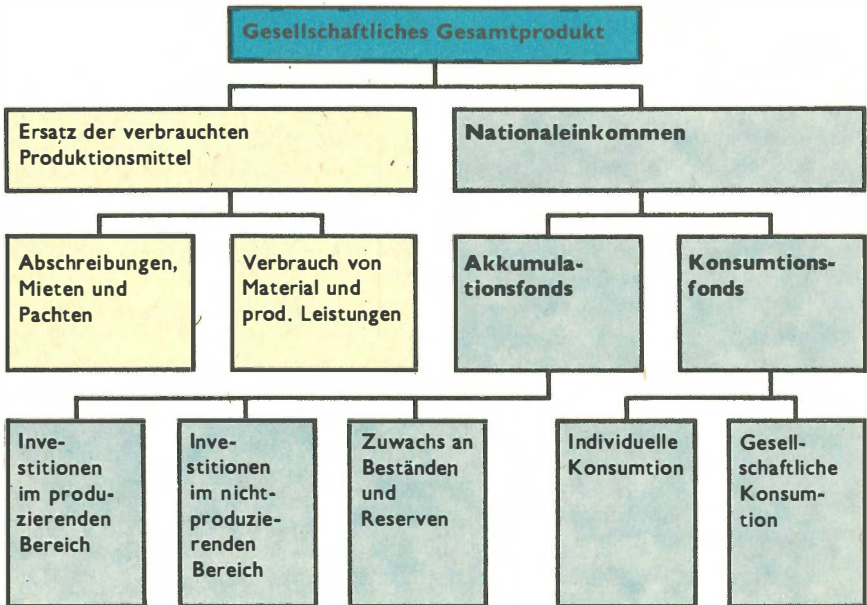 Gesellschaftliches Gesamtprodukt
Ersatz der verbrauchten
Produktionsmittel
Nationaleinkommen
Abschreibungen,
Mieten und
Pachten
Verbrauch von
Material und
prod. Leistungen
Akkumula-
tionsfonds
Konsumtions-
fonds
Inve-
stitionen
im produ-
zierenden
Bereich
Inve-
stitionen
im nicht-
produzie-
renden
Bereich
Zuwachs an
Beständen
und
Reserven
Individuelle
Konsumtion
Gesell-
schaftliche
Konsum-
tion